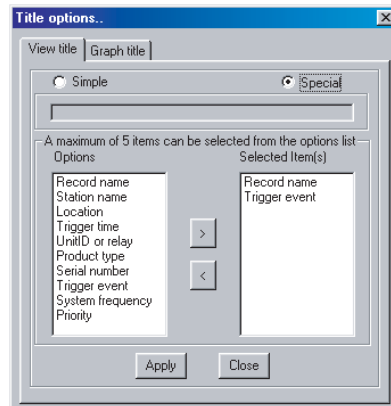 Title options..
View title
Graph title
Simple
Special
A maximum of 5 items can be selected from the options list
Options
Record name
Station name
Location
Trigger time
UnitID or relay
Product type
Serial number
Trigger event
System frequency
Priority
>
<
Selected Item(s)
Record name
Trigger event
Apply
Close